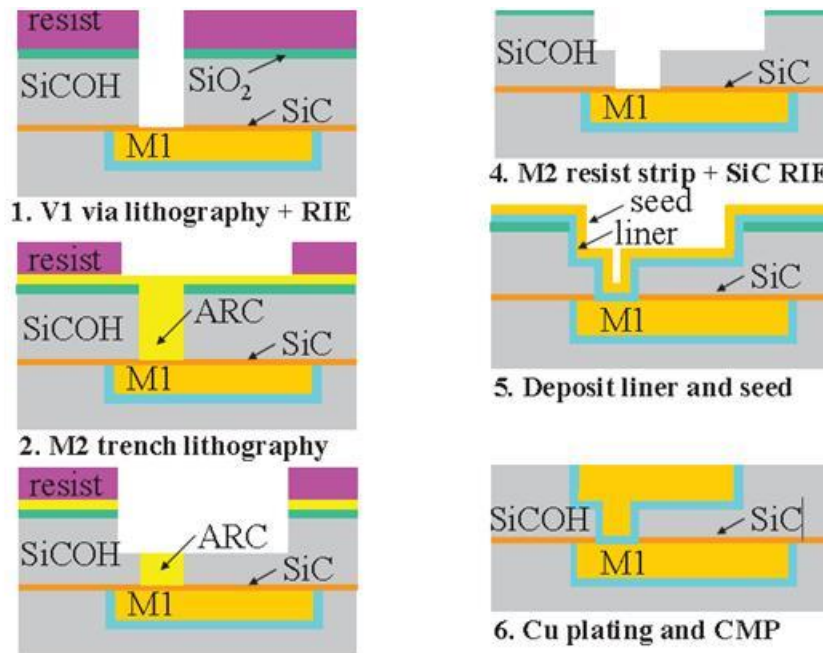 resist
SiCOH
SiO2
SiC
M1
1. V1 via lithography + RIE
resist
SiCOH
ARC
SiC
M1
2. M2 trench lithography
resist
SiCOH
ARC
SiC
M1
SiCOH
SiC
M1
4. M2 resist strip + SiC RIE
seed
liner
SiC
M1
5. Deposit liner and seed
SiCOH
SiC
M1
6. Cu plating and CMP